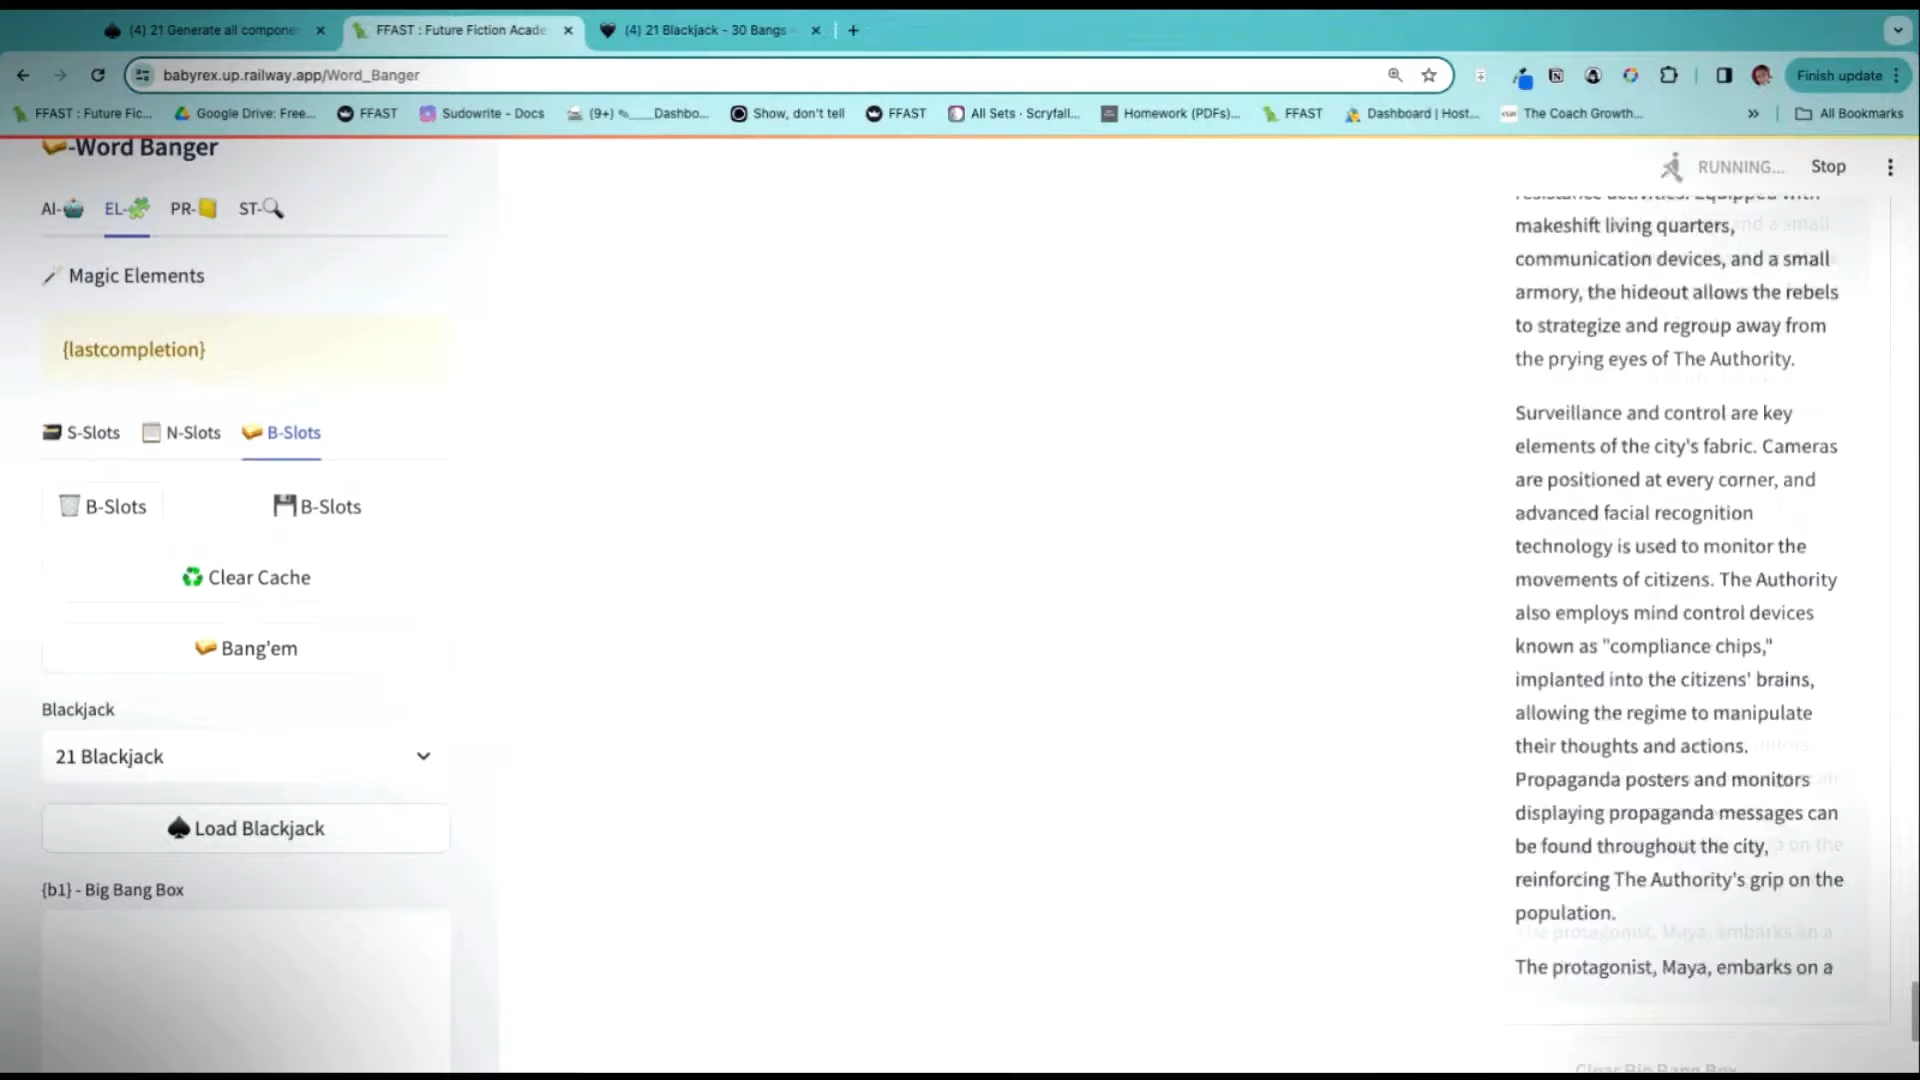 (4) 21 Generate all compone
FFAST : Future Fiction Acade
(4) 21 Blackjack - 30 Bangs
babyrex.up.railway.app/Word_Banger
Finish update
FFAST : Future Fic...
Google Drive: Free...
FFAST
Sudowrite - Docs
(9+) ✎____Dashbo...
Show, don't tell
FFAST
All Sets · Scryfall...
Homework (PDFs)...
FFAST
Dashboard | Host...
The Coach Growth...
»
All Bookmarks
-Word Banger
AI-
EL-
PR-
ST-
Magic Elements
{lastcompletion}
S-Slots
N-Slots
B-Slots
B-Slots
B-Slots
Clear Cache
Bang'em
Blackjack
21 Blackjack
Load Blackjack
{b1} - Big Bang Box
RUNNING...
Stop
resistance activities. Equipped with
makeshift living quarters,
communication devices, and a small
armory, the hideout allows the rebels
to strategize and regroup away from
the prying eyes of The Authority.
Surveillance and control are key
elements of the city's fabric. Cameras
are positioned at every corner, and
advanced facial recognition
technology is used to monitor the
movements of citizens. The Authority
also employs mind control devices
known as "compliance chips,"
implanted into the citizens' brains,
allowing the regime to manipulate
their thoughts and actions.
Propaganda posters and monitors
displaying propaganda messages can
be found throughout the city,
reinforcing The Authority's grip on the
population.
The protagonist, Maya, embarks on a
Clear Big Bang Box